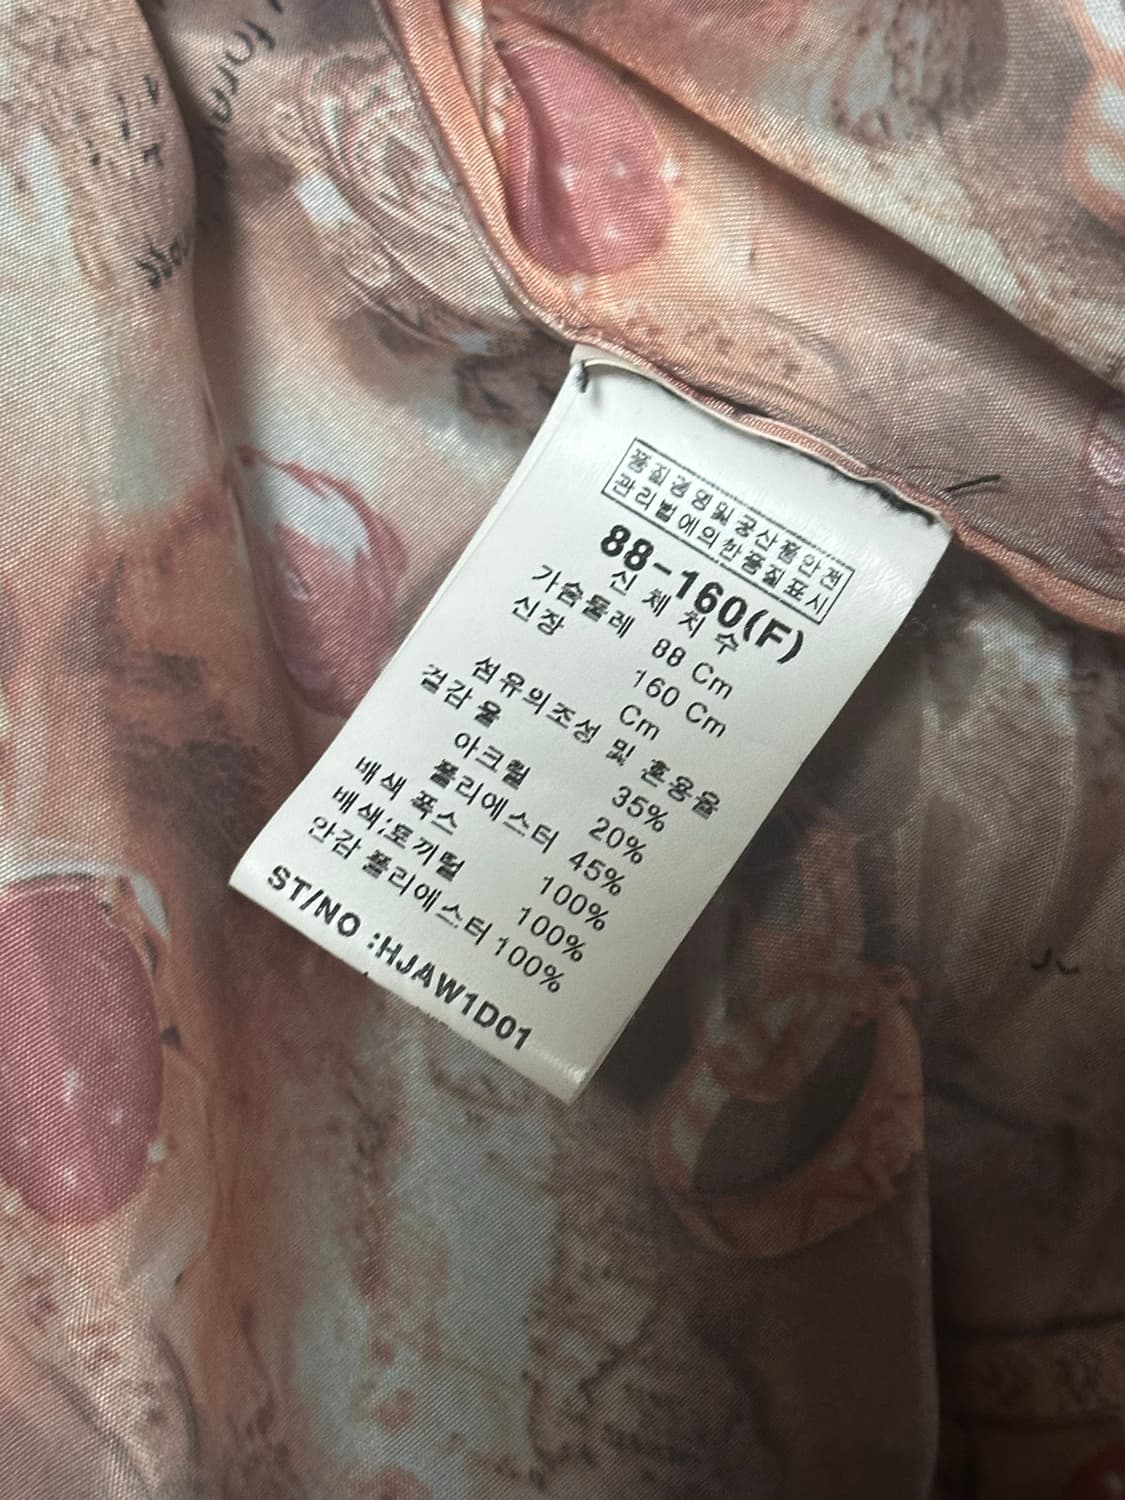 품질경영및공산품안전
관리법에의한품질표시
88-160(F)
신체치수
가슴둘레 88 Cm
신장 160 Cm
Cm
섬유의조성 및 혼용율
겉감 울 35%
아크릴 20%
폴리에스터 45%
배색 폭스 100%
배색;토끼털 100%
안감 폴리에스터 100%
ST/NO :HJAW1D01